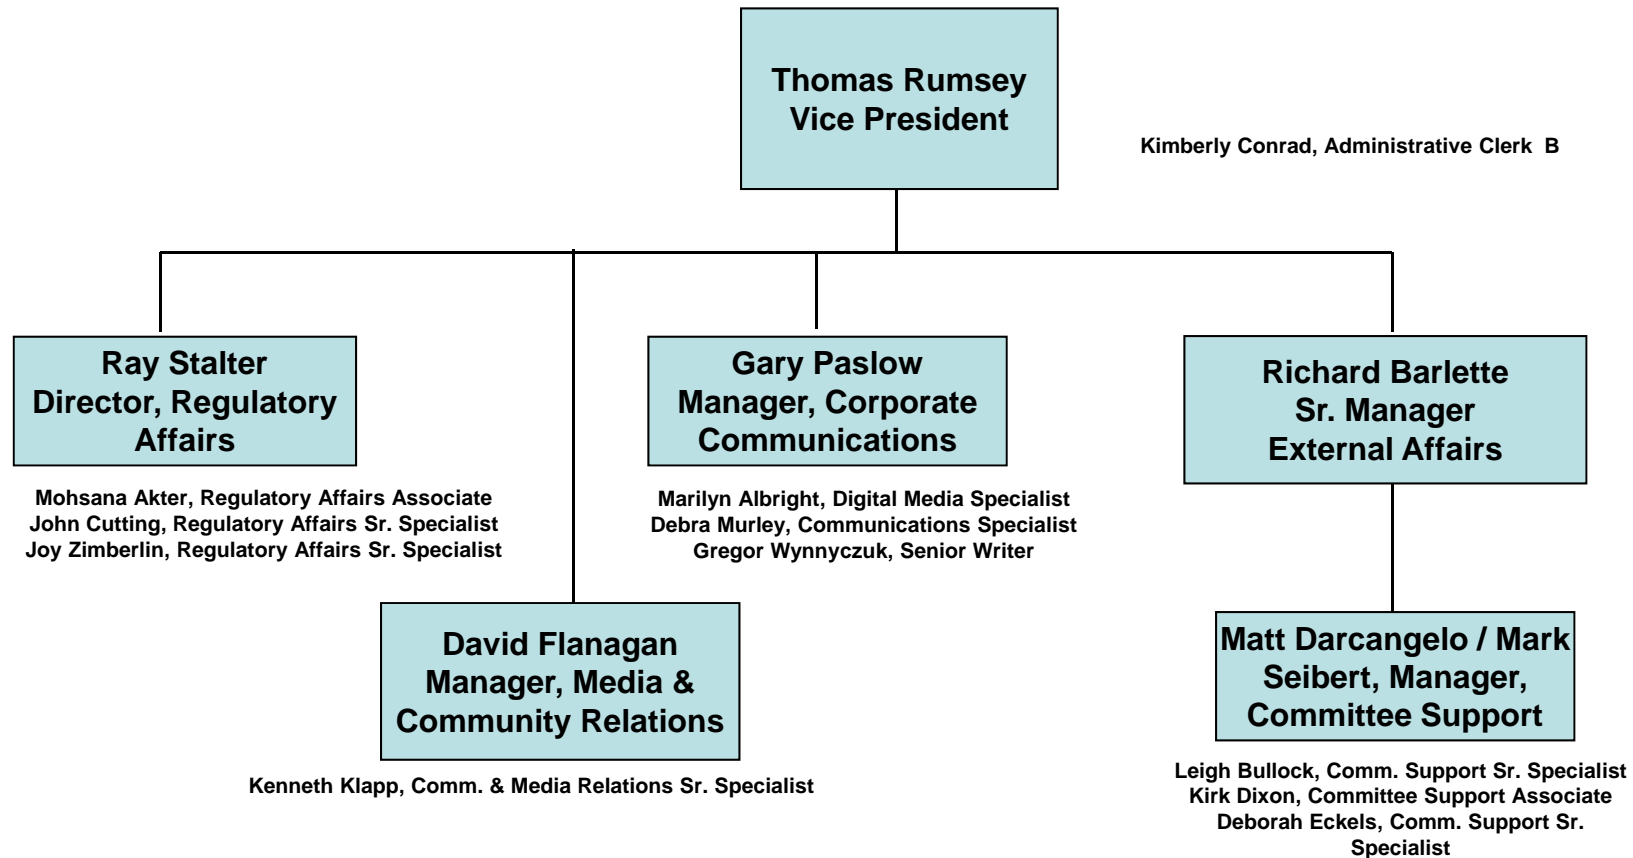 Thomas Rumsey
Vice President
Kimberly Conrad, Administrative Clerk  B
Ray Stalter
Director, Regulatory
Affairs
Mohsana Akter, Regulatory Affairs Associate
John Cutting, Regulatory Affairs Sr. Specialist
Joy Zimberlin, Regulatory Affairs Sr. Specialist
David Flanagan
Manager, Media &
Community Relations
Kenneth Klapp, Comm. & Media Relations Sr. Specialist
Gary Paslow
Manager, Corporate
Communications
Marilyn Albright, Digital Media Specialist
Debra Murley, Communications Specialist
Gregor Wynnyczuk, Senior Writer
Richard Barlette
Sr. Manager
External Affairs
Matt Darcangelo / Mark
Seibert, Manager,
Committee Support
Leigh Bullock, Comm. Support Sr. Specialist
Kirk Dixon, Committee Support Associate
Deborah Eckels, Comm. Support Sr.
Specialist